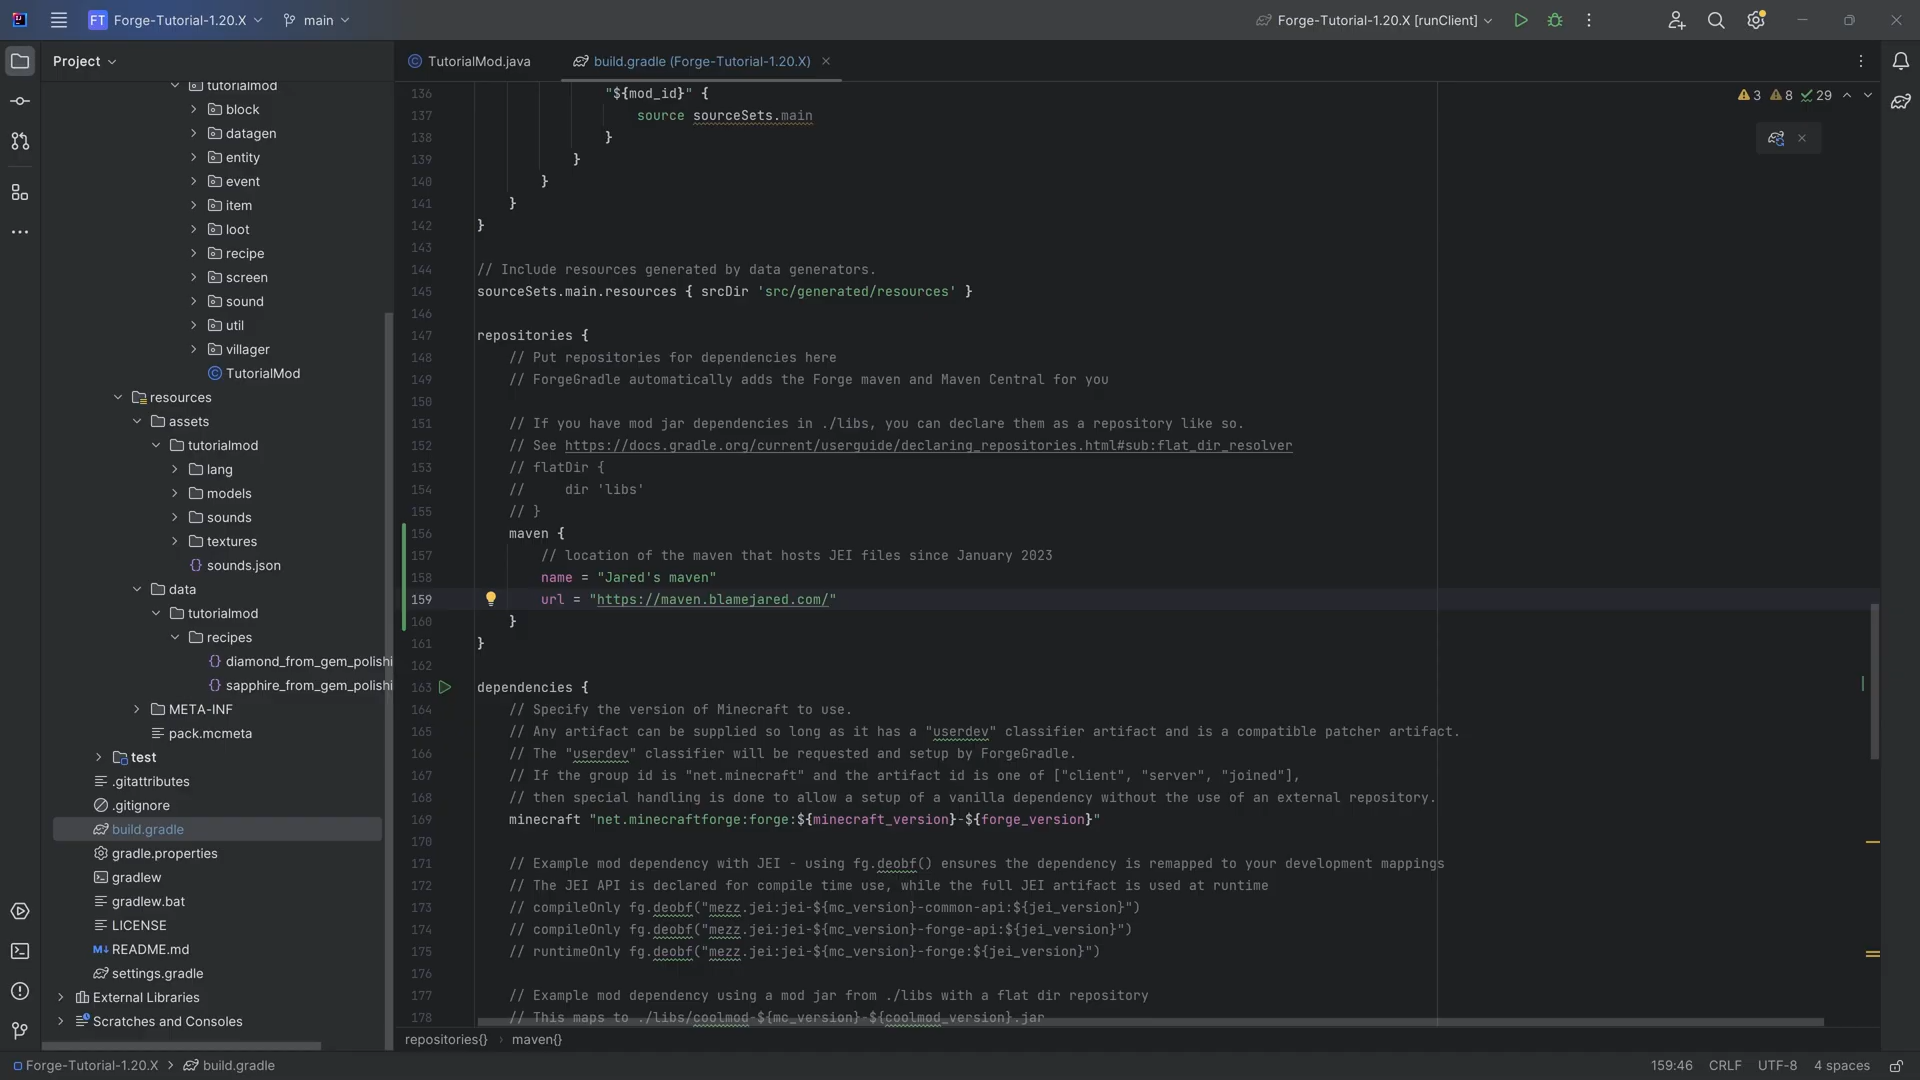 FT Forge-Tutorial-1.20.X main Forge-Tutorial-1.20.X [runClient]
Project
tutorialmod
block
datagen
entity
event
item
loot
recipe
screen
sound
util
villager
TutorialMod
resources
assets
tutorialmod
lang
models
sounds
textures
sounds.json
data
tutorialmod
recipes
diamond_from_gem_polishi
sapphire_from_gem_polishi
META-INF
pack.mcmeta
test
.gitattributes
.gitignore
build.gradle
gradle.properties
gradlew
gradlew.bat
LICENSE
README.md
settings.gradle
External Libraries
Scratches and Consoles
TutorialMod.java build.gradle (Forge-Tutorial-1.20.X)
3 8 29
136 "${mod_id}" {
137 source sourceSets.main
138 }
139 }
140 }
141 }
142 }
143
144 // Include resources generated by data generators.
145 sourceSets.main.resources { srcDir 'src/generated/resources' }
146
147 repositories {
148 // Put repositories for dependencies here
149 // ForgeGradle automatically adds the Forge maven and Maven Central for you
150
151 // If you have mod jar dependencies in ./libs, you can declare them as a repository like so.
152 // See https://docs.gradle.org/current/userguide/declaring_repositories.html#sub:flat_dir_resolver
153 // flatDir {
154 // dir 'libs'
155 // }
156 maven {
157 // location of the maven that hosts JEI files since January 2023
158 name = "Jared's maven"
159 url = "https://maven.blamejared.com/"
160 }
161 }
162
163 dependencies {
164 // Specify the version of Minecraft to use.
165 // Any artifact can be supplied so long as it has a "userdev" classifier artifact and is a compatible patcher artifact.
166 // The "userdev" classifier will be requested and setup by ForgeGradle.
167 // If the group id is "net.minecraft" and the artifact id is one of ["client", "server", "joined"],
168 // then special handling is done to allow a setup of a vanilla dependency without the use of an external repository.
169 minecraft "net.minecraftforge:forge:${minecraft_version}-${forge_version}"
170
171 // Example mod dependency with JEI - using fg.deobf() ensures the dependency is remapped to your development mappings
172 // The JEI API is declared for compile time use, while the full JEI artifact is used at runtime
173 // compileOnly fg.deobf("mezz.jei:jei-${mc_version}-common-api:${jei_version}")
174 // compileOnly fg.deobf("mezz.jei:jei-${mc_version}-forge-api:${jei_version}")
175 // runtimeOnly fg.deobf("mezz.jei:jei-${mc_version}-forge:${jei_version}")
176
177 // Example mod dependency using a mod jar from ./libs with a flat dir repository
178 // This maps to ./libs/coolmod-${mc_version}-${coolmod_version}.jar
repositories{} › maven{}
Forge-Tutorial-1.20.X › build.gradle 159:46 CRLF UTF-8 4 spaces